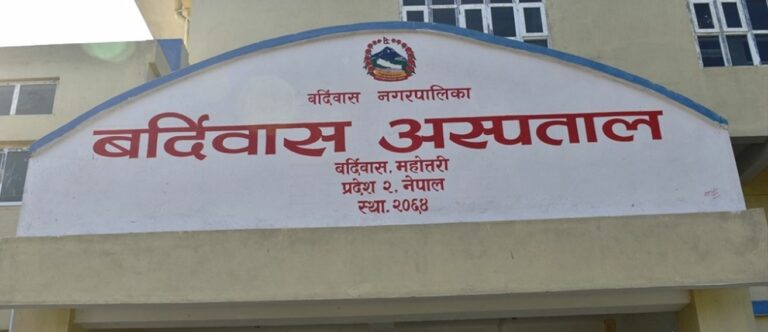 बर्दिवास नगरपालिका
बर्दिवास अस्पताल
बर्दिवास, महोत्तरी
प्रदेश २, नेपाल
स्था. २०६४